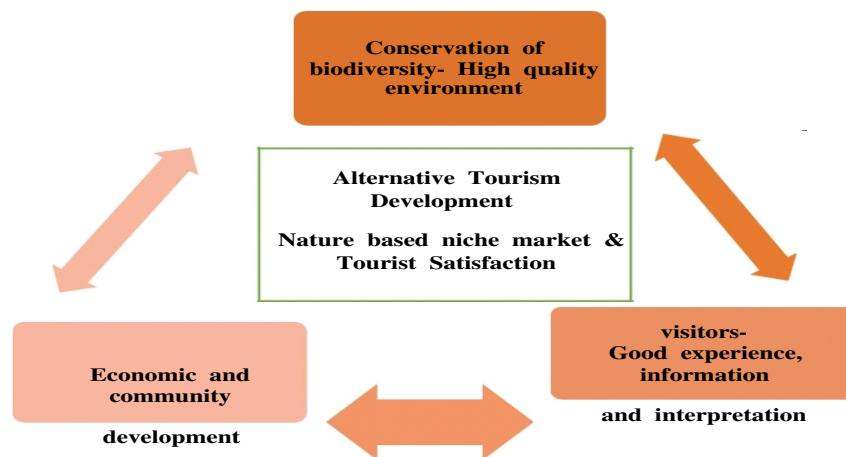 Conservation of
biodiversity- High quality
environment
Alternative Tourism
Development
Nature based niche market &
Tourist Satisfaction
Economic and
community
development
visitors-
Good experience,
information
and interpretation